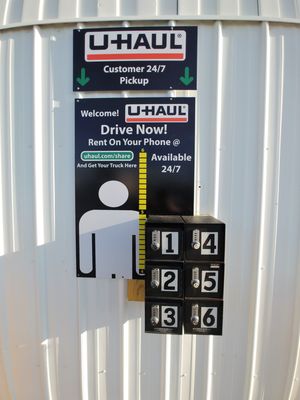 U-HAUL
Customer 24/7
Pickup
Welcome! U-HAUL
Drive Now!
Rent On Your Phone @
uhaul.com/share Available
And Get Your Truck Here 24/7
1 4
2 5
3 6